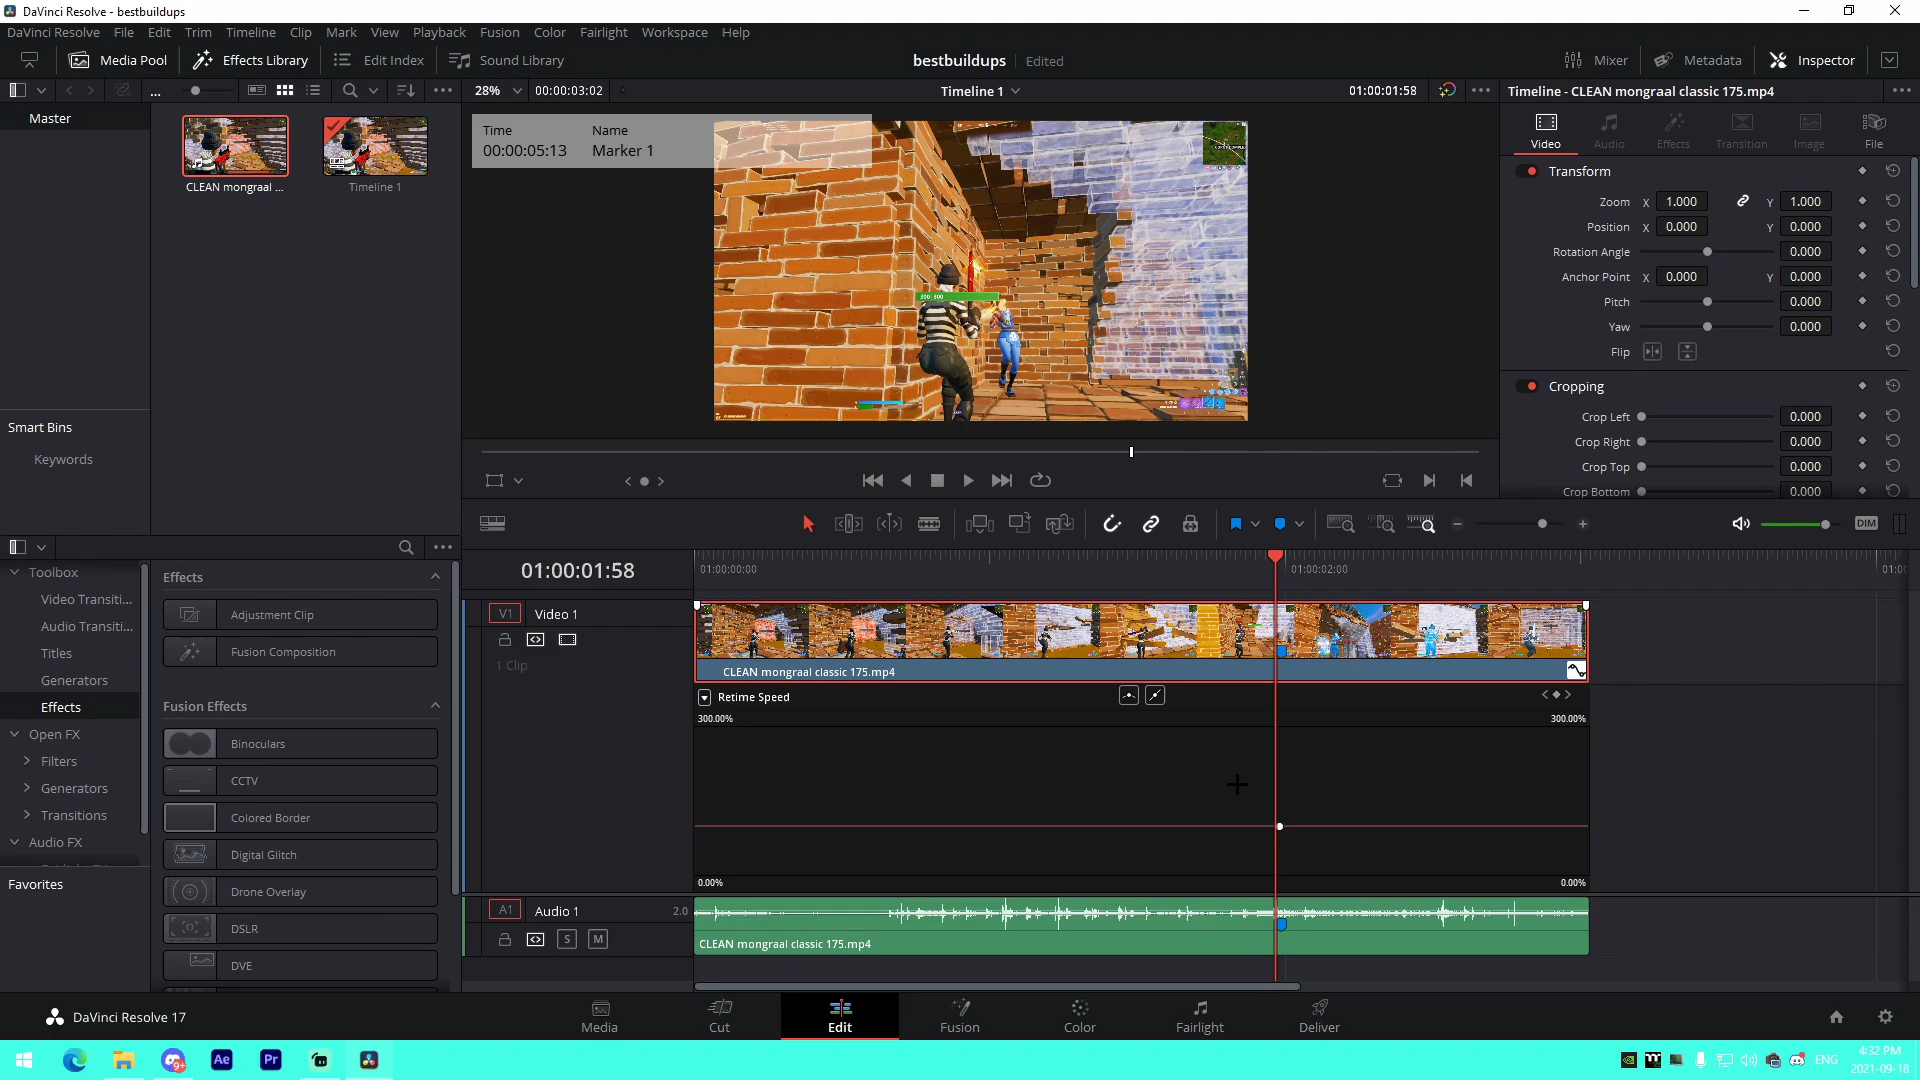 DaVinci Resolve - bestbuildups
DaVinci Resolve File Edit Trim Timeline Clip Mark View Playback Fusion Color Fairlight Workspace Help
Media Pool Effects Library Edit Index Sound Library bestbuildups Edited Mixer Metadata Inspector
... 28% 00:00:03:02 Timeline 1 01:00:01:58 Timeline - CLEAN mongraal classic 175.mp4
Master
CLEAN mongraal ...
Timeline 1
Smart Bins
Keywords
Time Name
00:00:05:13 Marker 1
Video Audio Effects Transition Image File
Transform
Zoom X 1.000 Y 1.000
Position X 0.000 Y 0.000
Rotation Angle 0.000
Anchor Point X 0.000 Y 0.000
Pitch 0.000
Yaw 0.000
Flip
Cropping
Crop Left 0.000
Crop Right 0.000
Crop Top 0.000
Crop Bottom 0.000
DIM
Toolbox
Video Transiti...
Audio Transiti...
Titles
Generators
Effects
Open FX
Filters
Generators
Transitions
Audio FX
Favorites
Effects
Adjustment Clip
Fusion Composition
Fusion Effects
Binoculars
CCTV
Colored Border
Digital Glitch
Drone Overlay
DSLR
DVE
01:00:01:58
01:00:00:00 01:00:02:00
V1 Video 1
1 Clip
CLEAN mongraal classic 175.mp4
Retime Speed
300.00% 300.00%
0.00% 0.00%
A1 Audio 1 2.0
S M
CLEAN mongraal classic 175.mp4
DaVinci Resolve 17
Media Cut Edit Fusion Color Fairlight Deliver
9+ Ae Pr
ENG
4:32 PM
2021-09-18